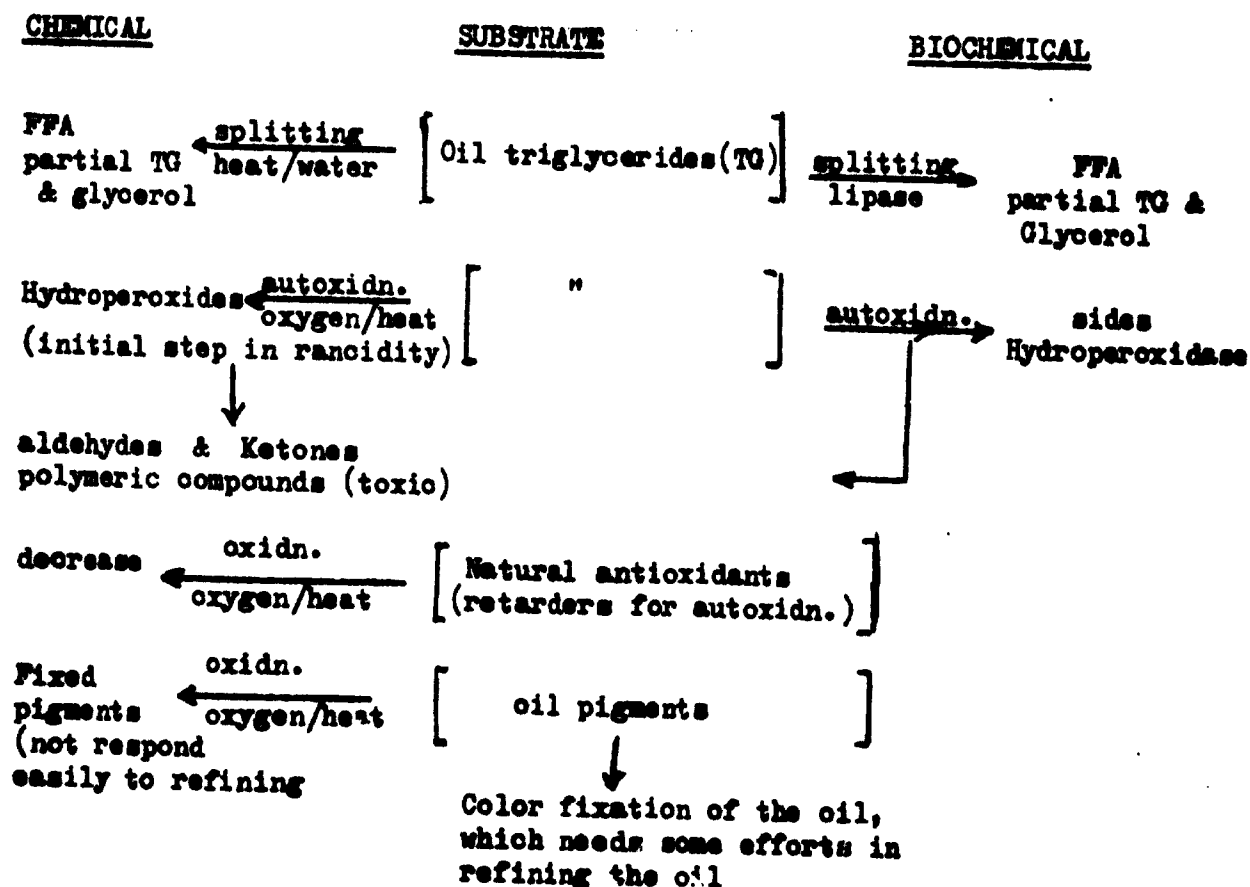 CHEMICAL SUBSTRATE BIOCHEMICAL
FFA
partial TG
& glycerol
splitting
heat/water
Oil triglycerides(TG)
splitting
lipase
FFA
partial TG &
Glycerol
Hydroperoxides
(initial step in rancidity)
autoxidn.
oxygen/heat
"
autoxidn.
sides
Hydroperoxidase
aldehydes & Ketones
polymeric compounds (toxic)
decrease
oxidn.
oxygen/heat
Natural antioxidants
(retarders for autoxidn.)
Fixed
pigments
(not respond
easily to refining
oxidn.
oxygen/heat
oil pigments
Color fixation of the oil,
which needs some efforts in
refining the oil